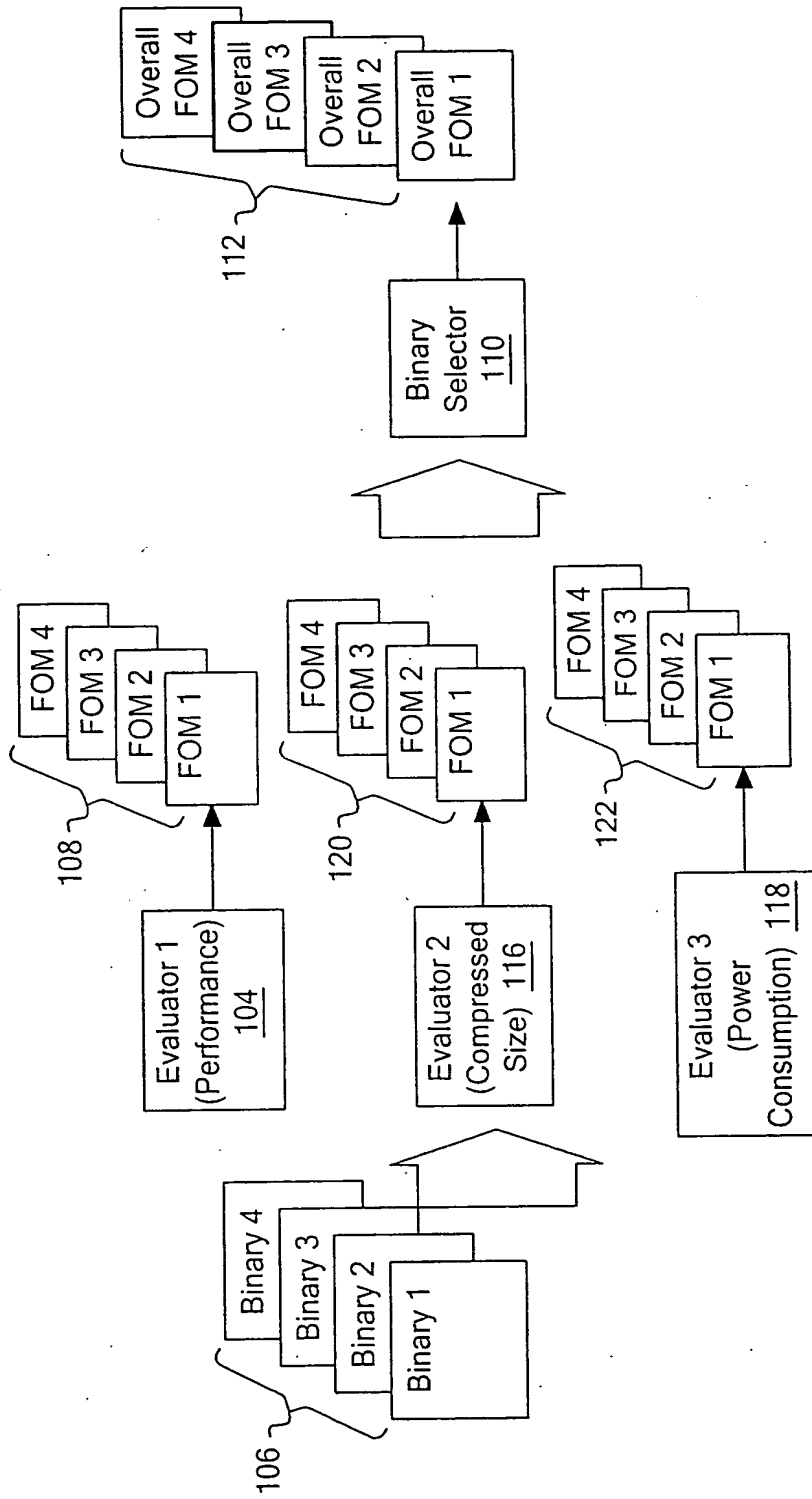 106
Binary 4
Binary 3
Binary 2
Binary 1
Evaluator 1
(Performance)
104
108
FOM 4
FOM 3
FOM 2
FOM 1
Evaluator 2
(Compressed
Size) 116
120
FOM 4
FOM 3
FOM 2
FOM 1
Evaluator 3
(Power
Consumption) 118
122
FOM 4
FOM 3
FOM 2
FOM 1
Binary
Selector
110
112
Overall
FOM 4
Overall
FOM 3
Overall
FOM 2
Overall
FOM 1